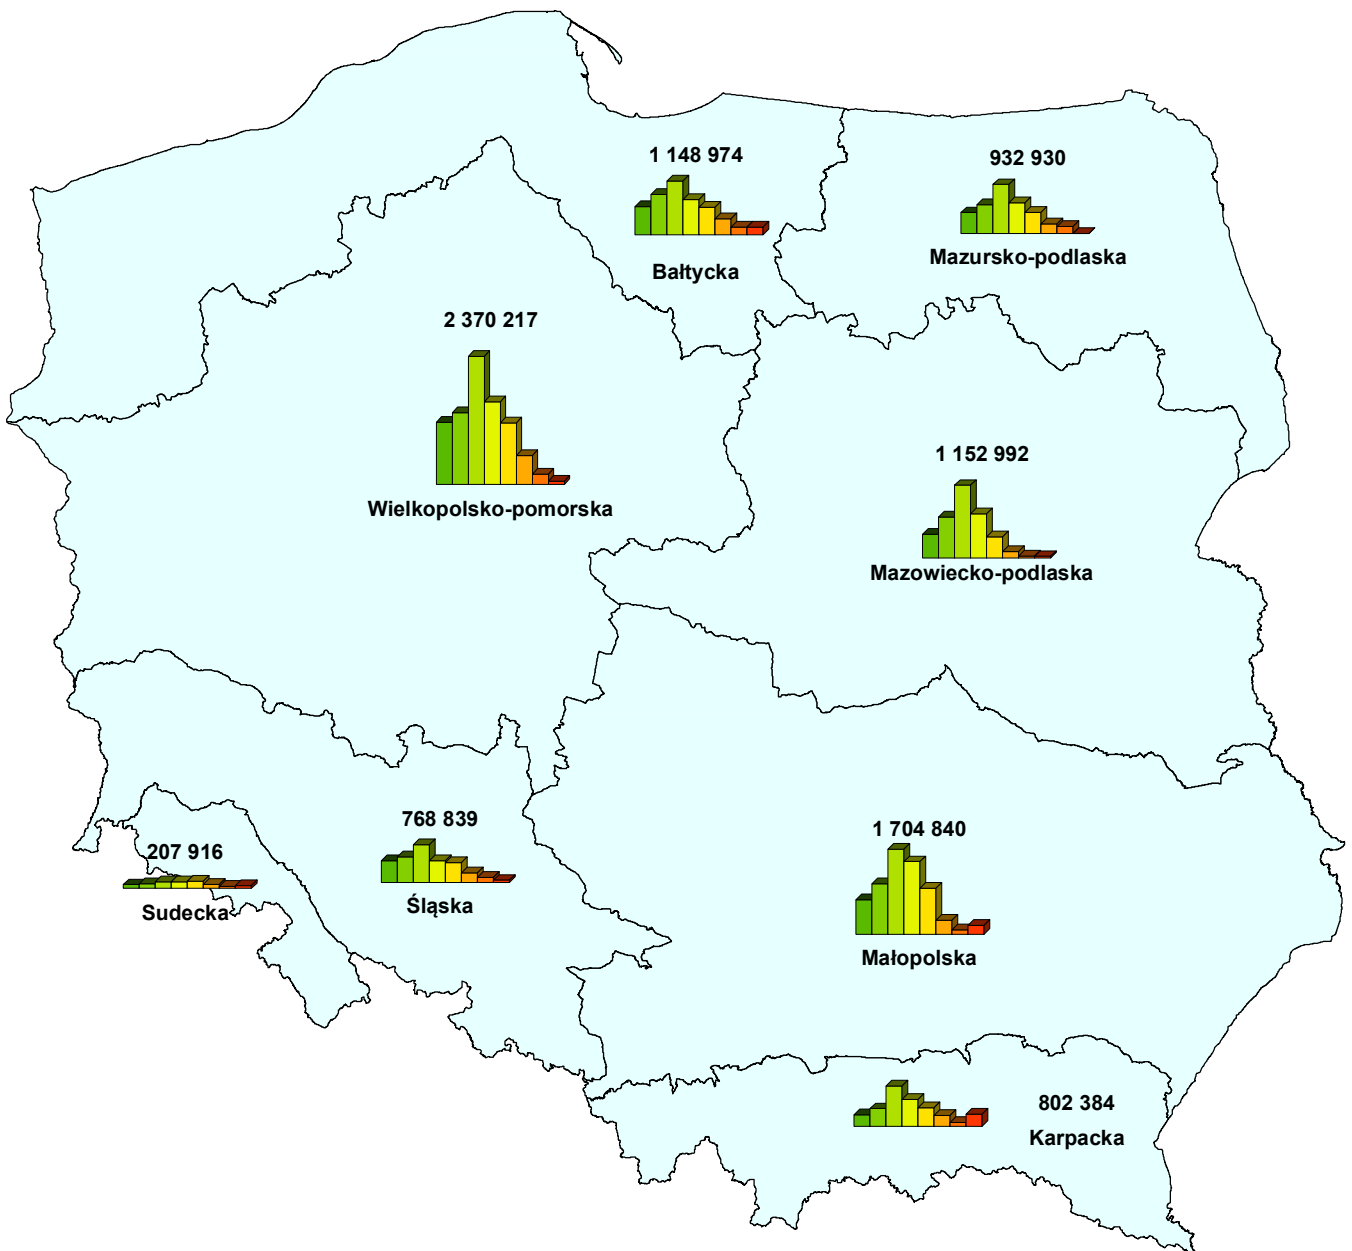 1 148 974
Bałtycka
932 930
Mazursko-podlaska
2 370 217
Wielkopolsko-pomorska
1 152 992
Mazowiecko-podlaska
207 916
Sudecka
768 839
Śląska
1 704 840
Małopolska
802 384
Karpacka